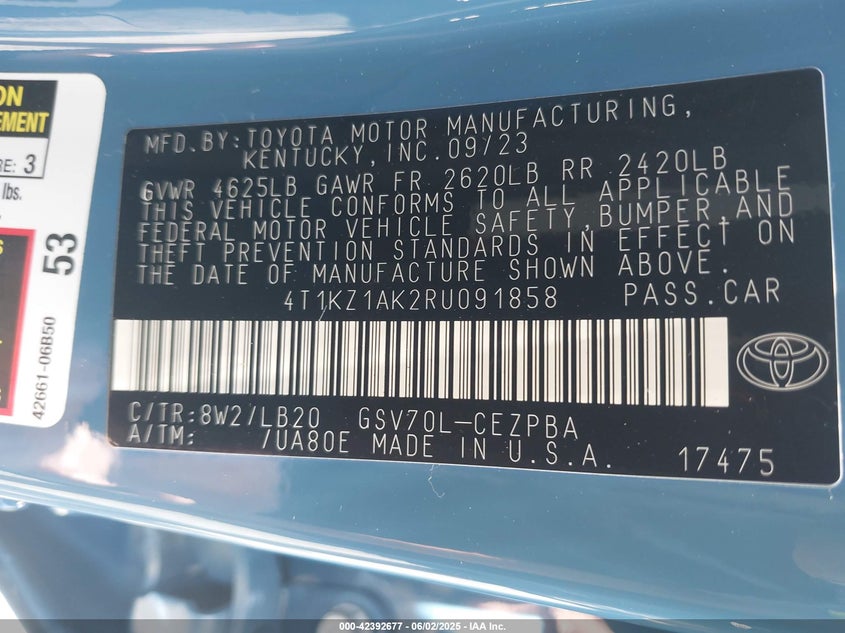 ON
EMENT
RE: 3
lbs.
S
G
53
42661-06B50
MFD. BY: TOYOTA MOTOR MANUFACTURING,
KENTUCKY, INC. 09/23
GVWR 4625LB GAWR FR 2620LB RR 2420LB
THIS VEHICLE CONFORMS TO ALL APPLICABLE
FEDERAL MOTOR VEHICLE SAFETY, BUMPER, AND
THEFT PREVENTION STANDARDS IN EFFECT ON
THE DATE OF MANUFACTURE SHOWN ABOVE.
4T1KZ1AK2RU091858 PASS. CAR
C/TR: 8W2/LB20 GSV70L-CEZPBA
A/TM: /UA80E MADE IN U.S.A. 17475
000-42392677 - 06/02/2025 - IAA Inc.